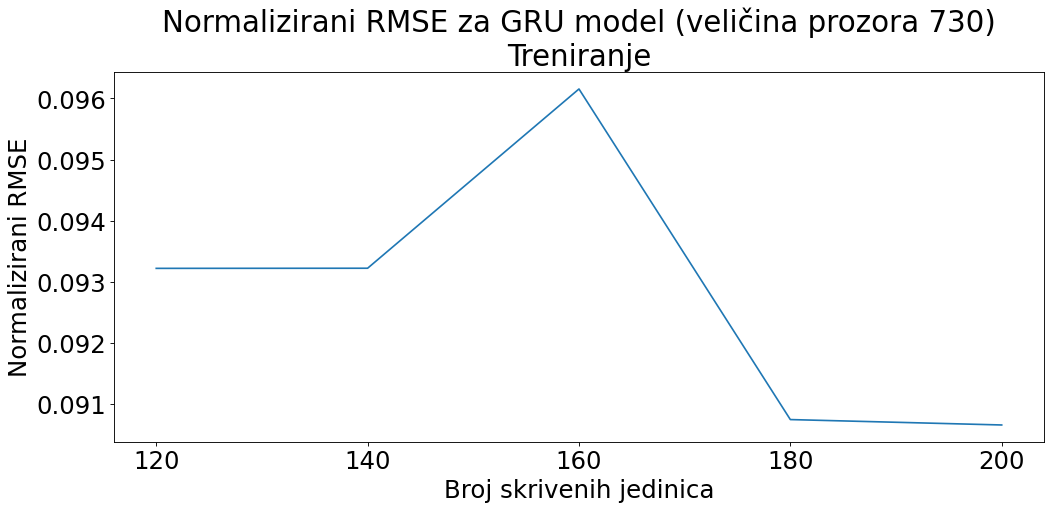 Normalizirani RMSE za GRU model (veličina prozora 730)
Treniranje
Normalizirani RMSE
0.096
0.095
0.094
0.093
0.092
0.091
120 140 160 180 200
Broj skrivenih jedinica